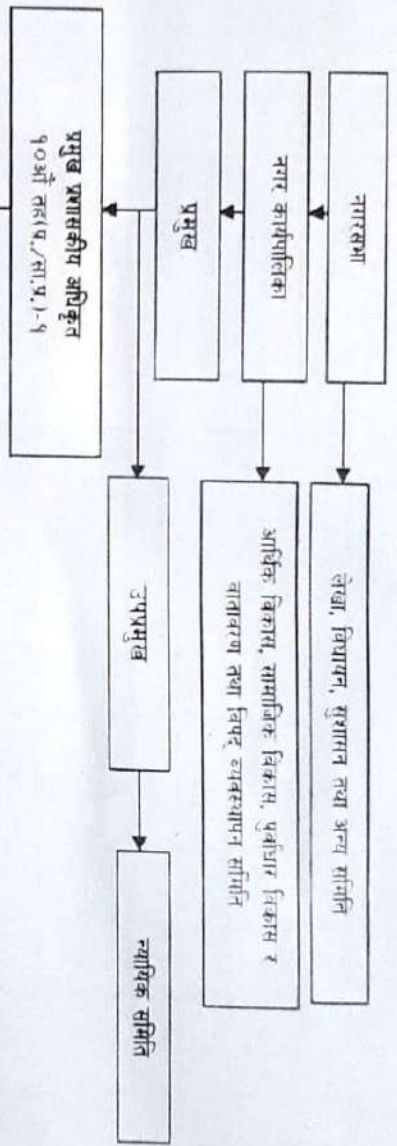 नगरसभा
लेखा, विधायन, सुशासन तथा अन्य समिति
नगर कार्यपालिका
आर्थिक विकास, सामाजिक विकास, पुर्वाधार विकास र
वातावरण तथा विपद् व्यवस्थापन समिति
प्रमुख
उपप्रमुख
न्यायिक समिति
प्रमुख प्रशासकीय अधिकृत
१०औं तह(प्र./सा.प्र.)-१